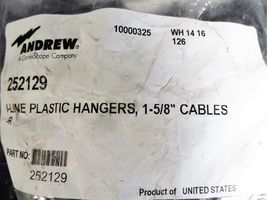 10000325 WH 14 16
126
ANDREW.
A CommScope Company
252129
-LINE PLASTIC HANGERS, 1-5/8" CABLES
PART NO:
252129
Product of UNITED STATES